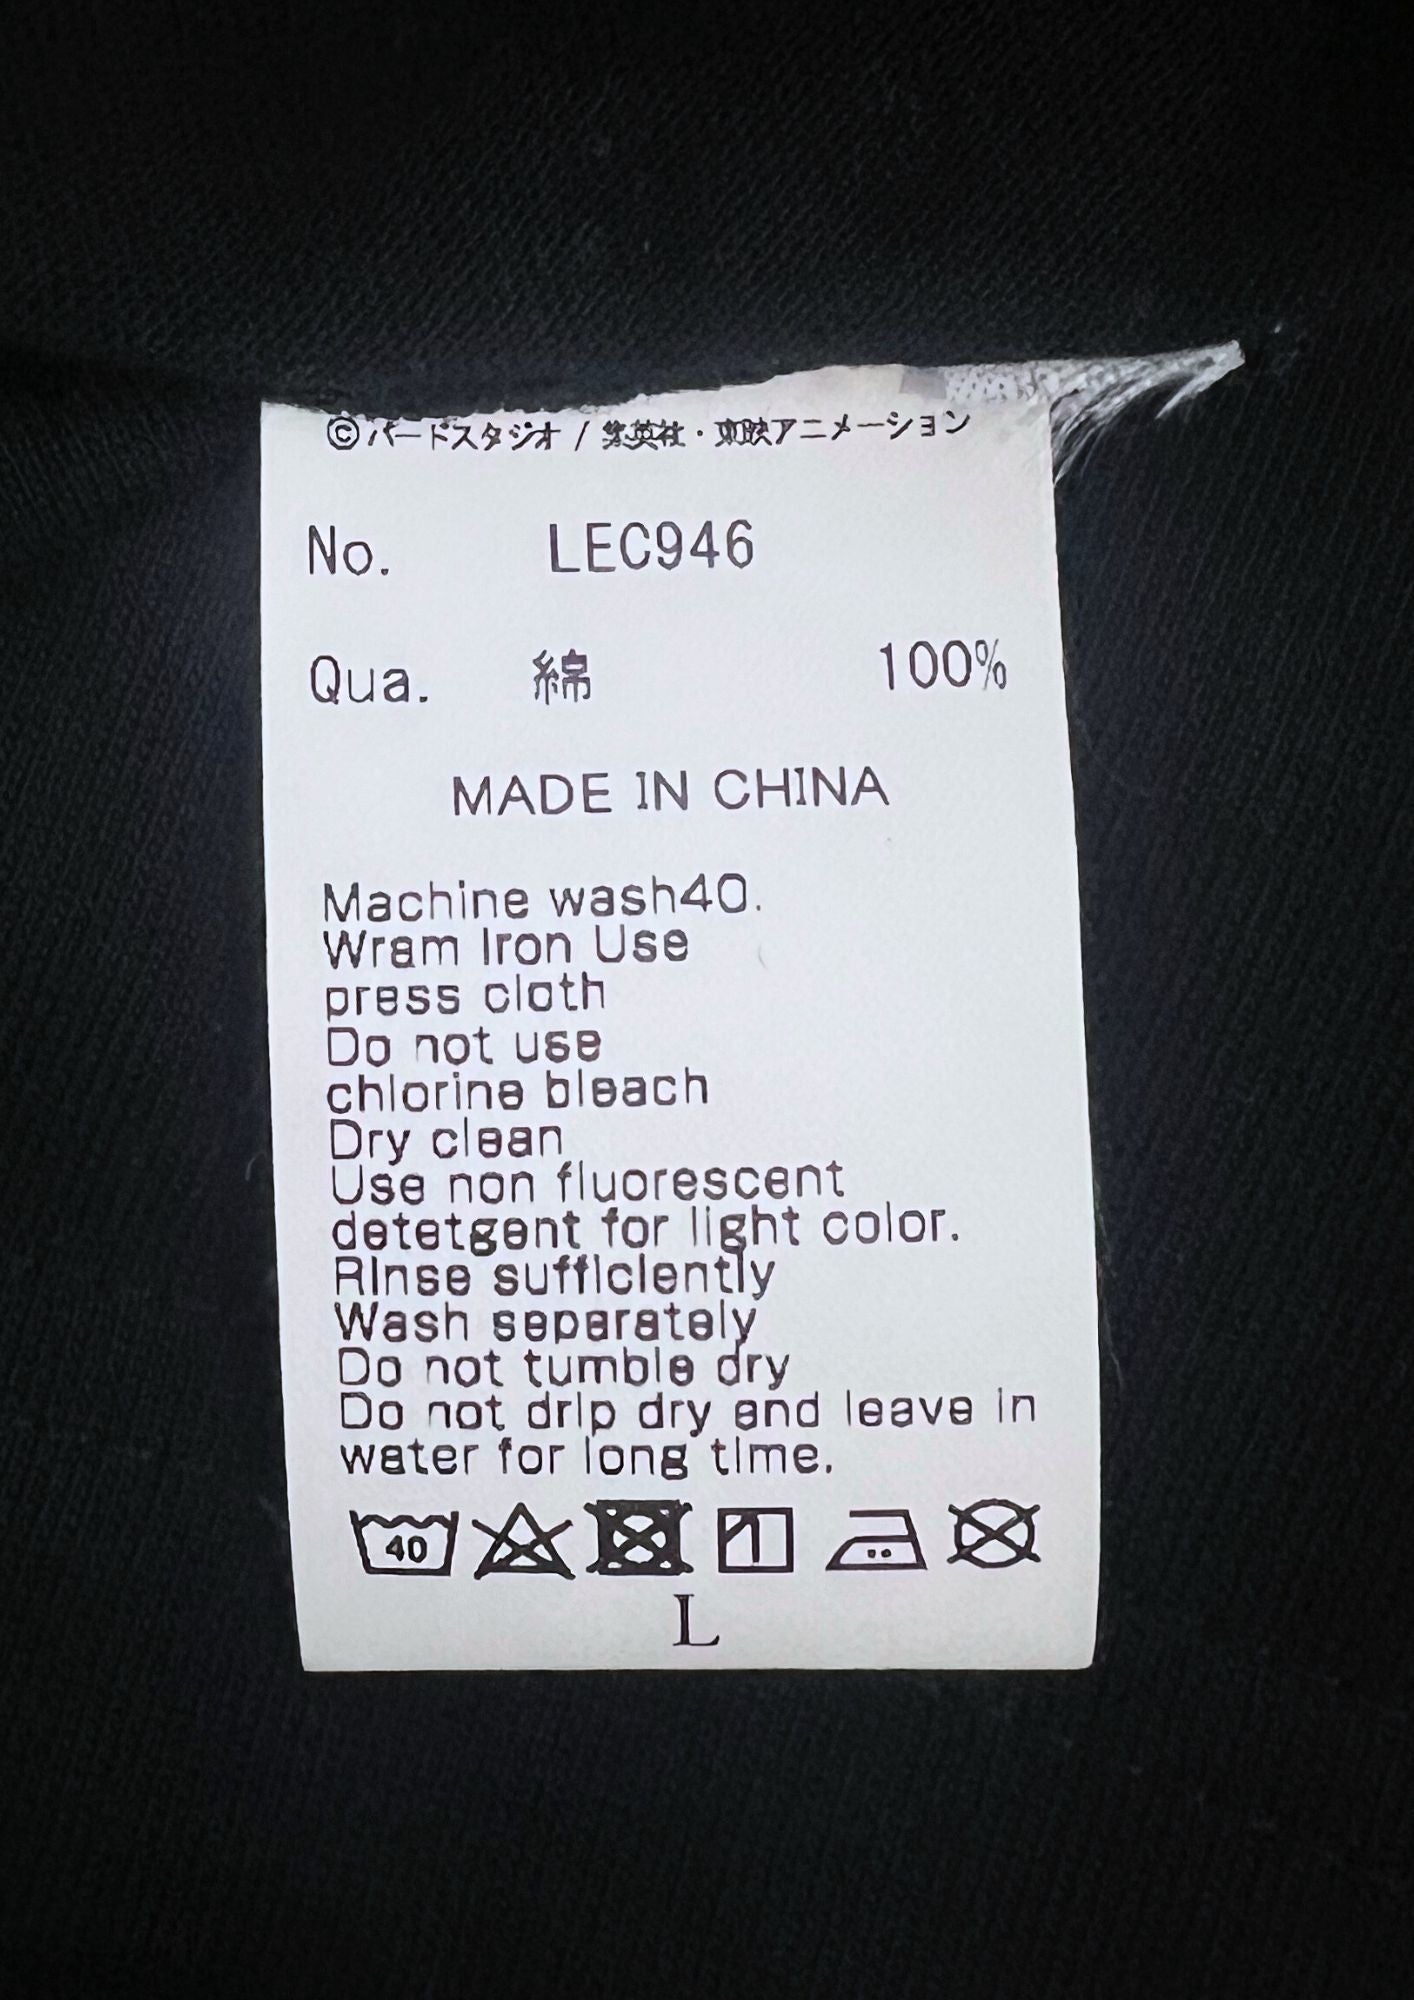 ©バードスタジオ / 集英社・東映アニメーション
No. LEC946
Qua. 綿 100%
MADE IN CHINA
Machine wash40.
Wram Iron Use
press cloth
Do not use
chlorine bleach
Dry clean
Use non fluorescent
detetgent for light color.
RInse suffIcIently
Wash separately
Do not tumble dry
Do not drIp dry and leave in
water for long tIme.
40
L